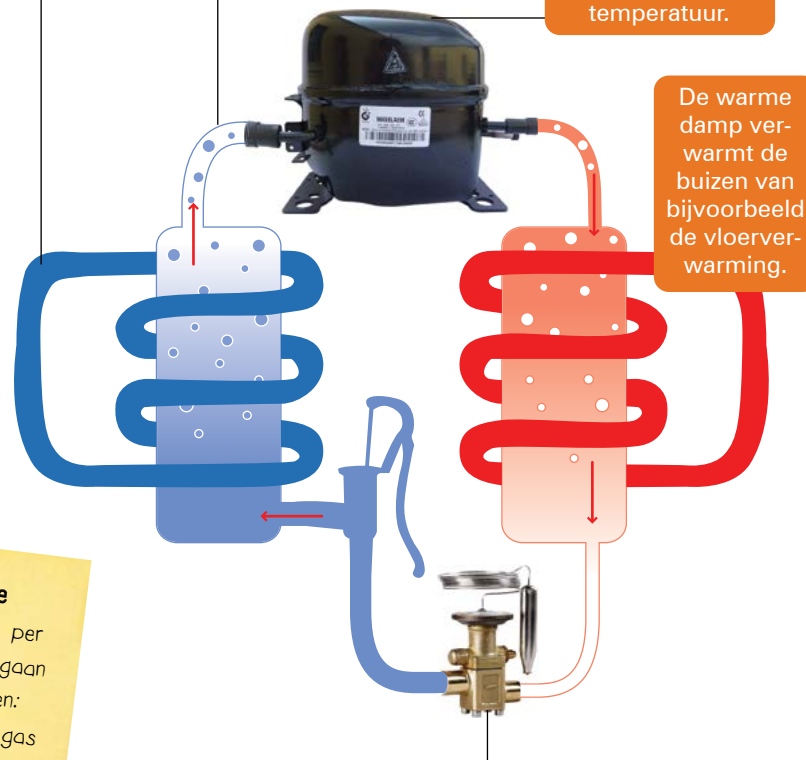 temperatuur.
De warme
damp ver-
warmt de
buizen van
bijvoorbeeld
de vloerver-
warming.
e
per
gaan
en:
gas